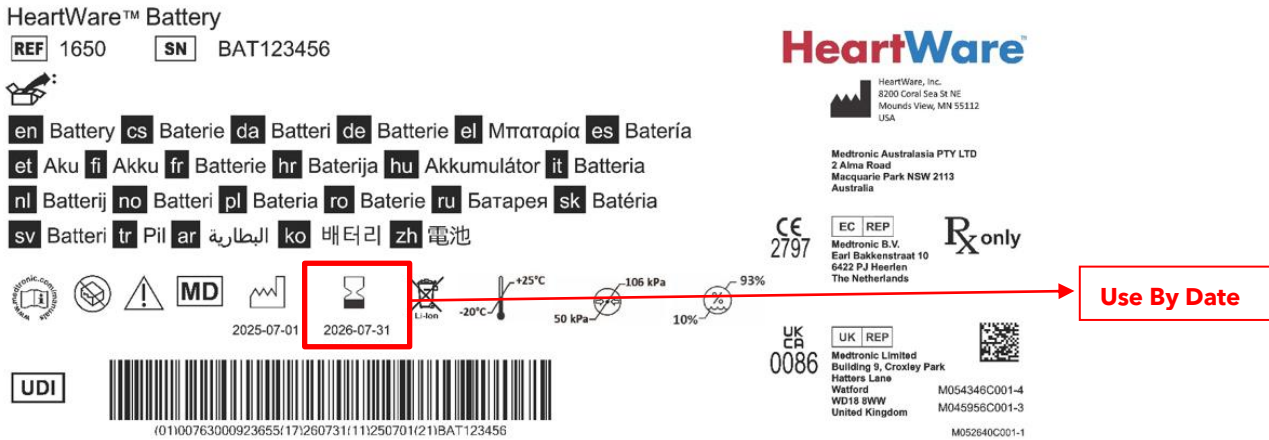 HeartWare™ Battery
REF 1650 SN BAT123456
en Battery cs Baterie da Batteri de Batterie el Μπαταρία es Batería
et Aku fi Akku fr Batterie hr Baterija hu Akkumulátor it Batteria
nl Batterij no Batteri pl Bateria ro Baterie ru Батарея sk Batéria
sv Batteri tr Pil ar البطارية ko 배터리 zh 電池
www.medtronic.com/manuals
MD
2025-07-01
2026-07-31
Li-Ion
-20°C +25°C
50 kPa 106 kPa
10% 93%
%
UDI
(01)00763000923655(17)260731(11)250701(21)BAT123456
HeartWare™
HeartWare, Inc.
8200 Coral Sea St NE
Mounds View, MN 55112
USA
Medtronic Australasia PTY LTD
2 Alma Road
Macquarie Park NSW 2113
Australia
CE
2797
EC REP
Medtronic B.V.
Earl Bakkenstraat 10
6422 PJ Heerlen
The Netherlands
Rx only
Use By Date
UK
CA
0086
UK REP
Medtronic Limited
Building 9, Croxley Park
Hatters Lane
Watford
WD18 8WW
United Kingdom
M054346C001-4
M045956C001-3
M052640C001-1